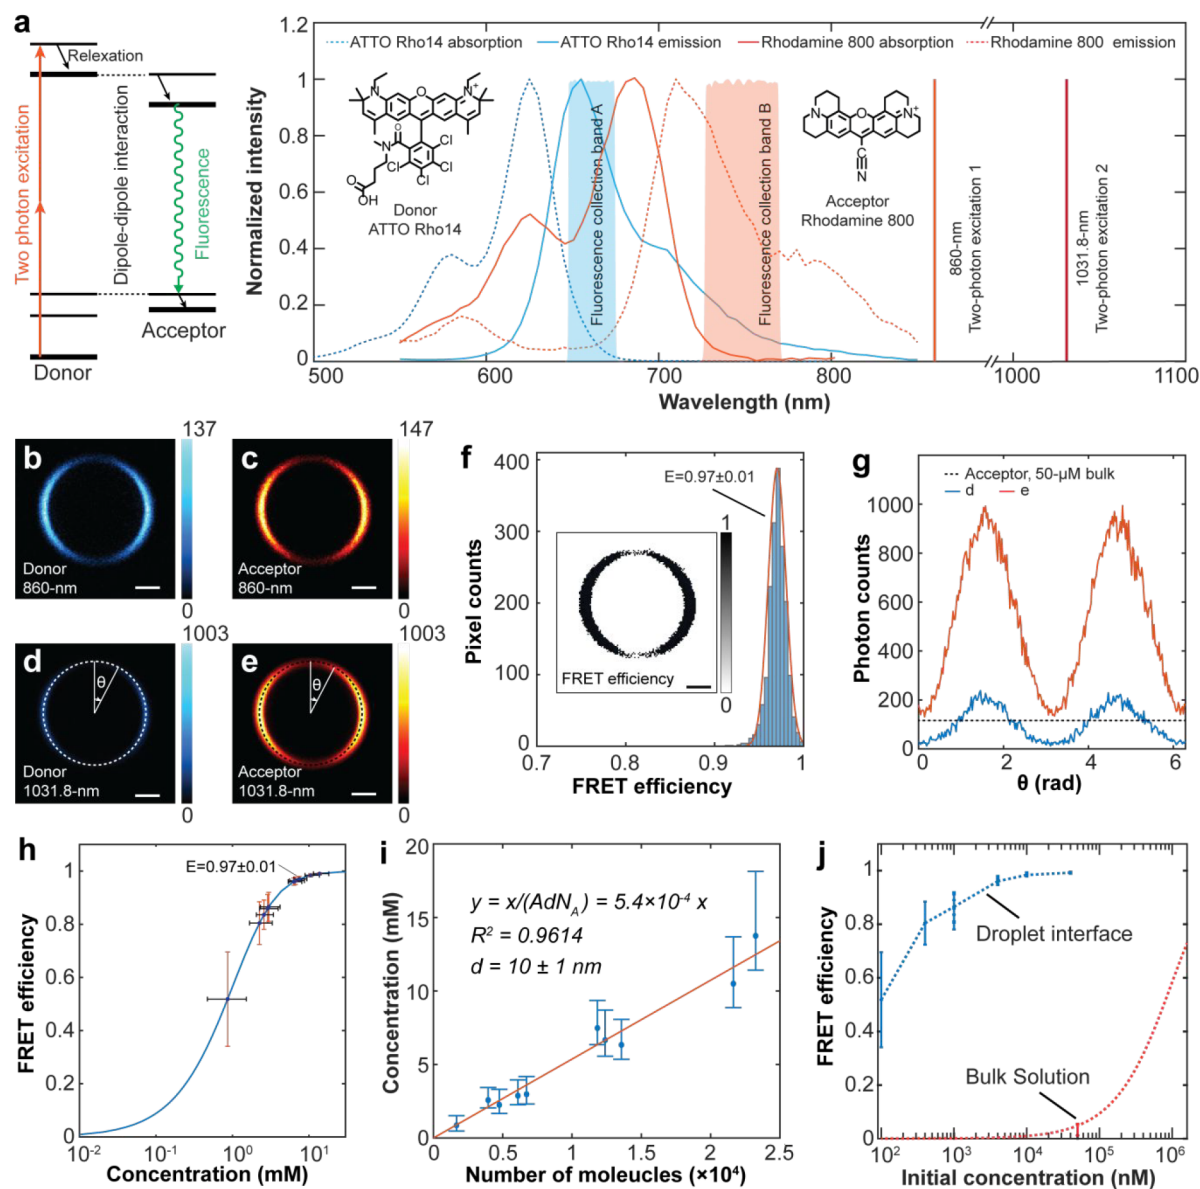 a
Relexation
Two photon excitation
Dipole-dipole interaction
Fluorescence
Donor
Acceptor
Normalized intensity
1.2
1
0.8
0.6
0.4
0.2
0
ATTO Rho14 absorption
ATTO Rho14 emission
Rhodamine 800 absorption
Rhodamine 800 emission
N
O
N+
O
N
Cl
Cl
Cl
Cl
O
OH
Donor
ATTO Rho14
Fluorescence collection band A
Fluorescence collection band B
N
O
N+
C
N
Acceptor
Rhodamine 800
860-nm
Two-photon excitation 1
1031.8-nm
Two-photon excitation 2
500
600
700
800
1000
1100
Wavelength (nm)
b
137
Donor
860-nm
0
c
147
Acceptor
860-nm
0
d
1003
θ
Donor
1031.8-nm
0
e
1003
θ
Acceptor
1031.8-nm
0
f
Pixel counts
400
300
200
100
0
E=0.97±0.01
1
0
FRET efficiency
0.7
0.8
0.9
1
FRET efficiency
g
Acceptor, 50-μM bulk
d
e
Photon counts
1000
800
600
400
200
0
0
2
4
6
θ (rad)
h
E=0.97±0.01
FRET efficiency
1
0.8
0.6
0.4
0.2
0
10-2
10-1
100
101
Concentration (mM)
i
Concentration (mM)
20
15
10
5
0
y = x/(AdNA) = 5.4×10-4 x
R2 = 0.9614
d = 10 ± 1 nm
0
0.5
1
1.5
2
2.5
Number of moleucles (×104)
j
FRET efficiency
1
0.8
0.6
0.4
0.2
0
Droplet interface
Bulk Solution
102
103
104
105
106
Initial concentration (nM)